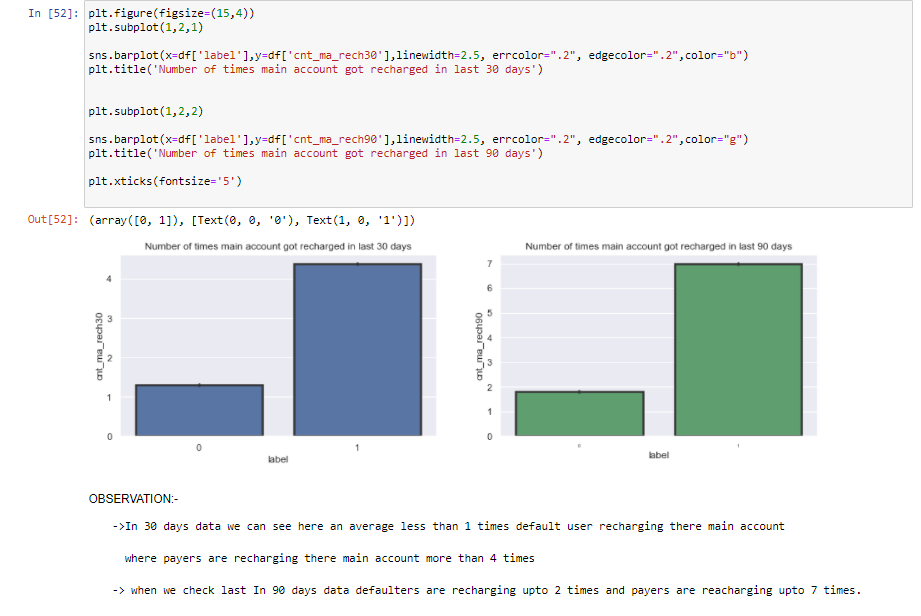 In [52]: plt.figure(figsize=(15,4))
plt.subplot(1,2,1)
sns.barplot(x=df['label'],y=df['cnt_ma_rech30'],linewidth=2.5, errcolor=".2", edgecolor=".2",color="b")
plt.title('Number of times main account got recharged in last 30 days')
plt.subplot(1,2,2)
sns.barplot(x=df['label'],y=df['cnt_ma_rech90'],linewidth=2.5, errcolor=".2", edgecolor=".2",color="g")
plt.title('Number of times main account got recharged in last 90 days')
plt.xticks(fontsize='5')
Out[52]: (array([0, 1]), [Text(0, 0, '0'), Text(1, 0, '1')])
Number of times main account got recharged in last 30 days
4
3
2
1
0
cnt_ma_rech30
0 1
label
Number of times main account got recharged in last 90 days
7
6
5
4
3
2
1
0
cnt_ma_rech90
0 1
label
OBSERVATION:-
->In 30 days data we can see here an average less than 1 times default user recharging there main account
where payers are recharging there main account more than 4 times
-> when we check last In 90 days data defaulters are recharging upto 2 times and payers are reacharging upto 7 times.